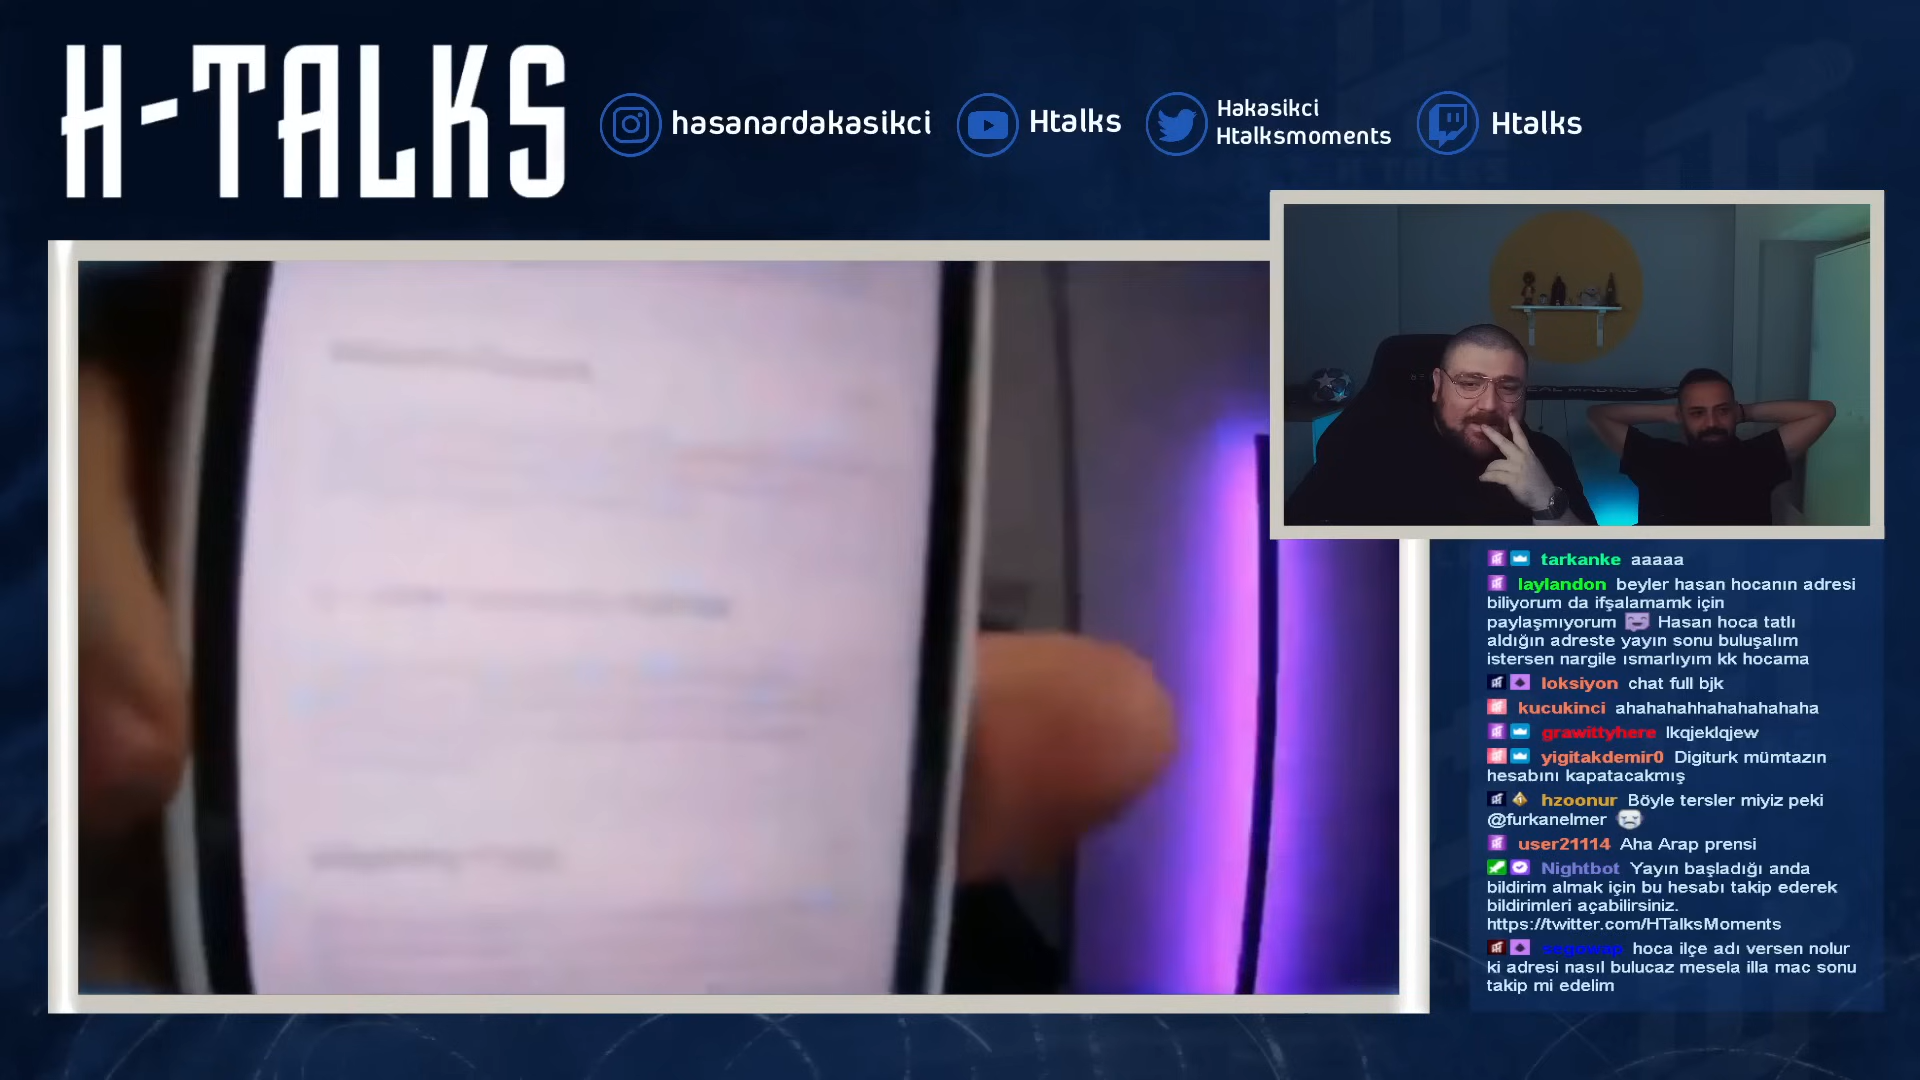 H-TALKS
hasanardakasikci
Htalks
Hakasikci
Htalksmoments
Htalks
tarkanke aaaaa
laylandon beyler hasan hocanın adresi
biliyorum da ifşalamamk için
paylaşmıyorum Hasan hoca tatlı
aldığın adreste yayın sonu buluşalım
istersen nargile ısmarlıyım kk hocama
loksiyon chat full bjk
kucukinci ahahahahhahahahahaha
grawittyhere lkqjeklqjew
yigitakdemir0 Digiturk mümtazın
hesabını kapatacakmış
hzoonur Böyle tersler miyiz peki
@furkanelmer
user21114 Aha Arap prensi
Nightbot Yayın başladığı anda
bildirim almak için bu hesabı takip ederek
bildirimleri açabilirsiniz.
https://twitter.com/HTalksMoments
segowap hoca ilçe adı versen nolur
ki adresi nasıl bulucaz mesela illa mac sonu
takip mi edelim